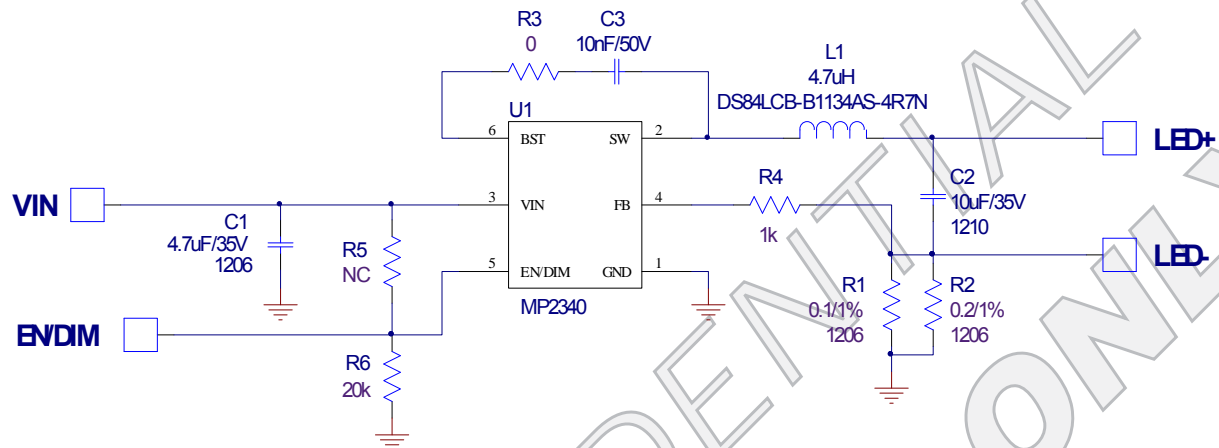 R3
0
C3
10nF/50V
L1
4.7uH
DS84LCB-B1134AS-4R7N
U1
6
BST
SW
2
LED+
VIN
3
VIN
FB
4
R4
1k
C2
10uF/35V
1210
C1
4.7uF/35V
1206
R5
NC
5
EN/DIM
GND
1
MP2340
LED-
R1
0.1/1%
1206
R2
0.2/1%
1206
EN/DIM
R6
20k
DENTIAL
ONLY